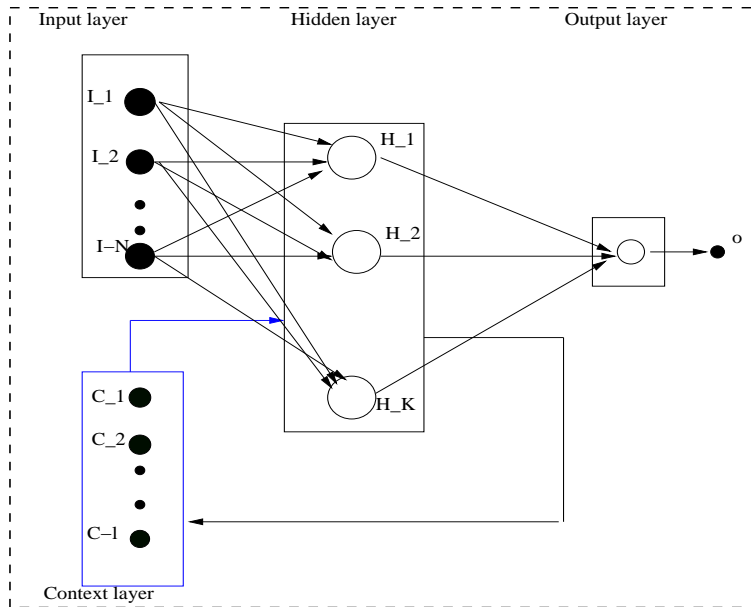 Input layer
Hidden layer
Output layer
I_1
I_2
I−N
H_1
H_2
H_K
o
C_1
C_2
C−l
Context layer